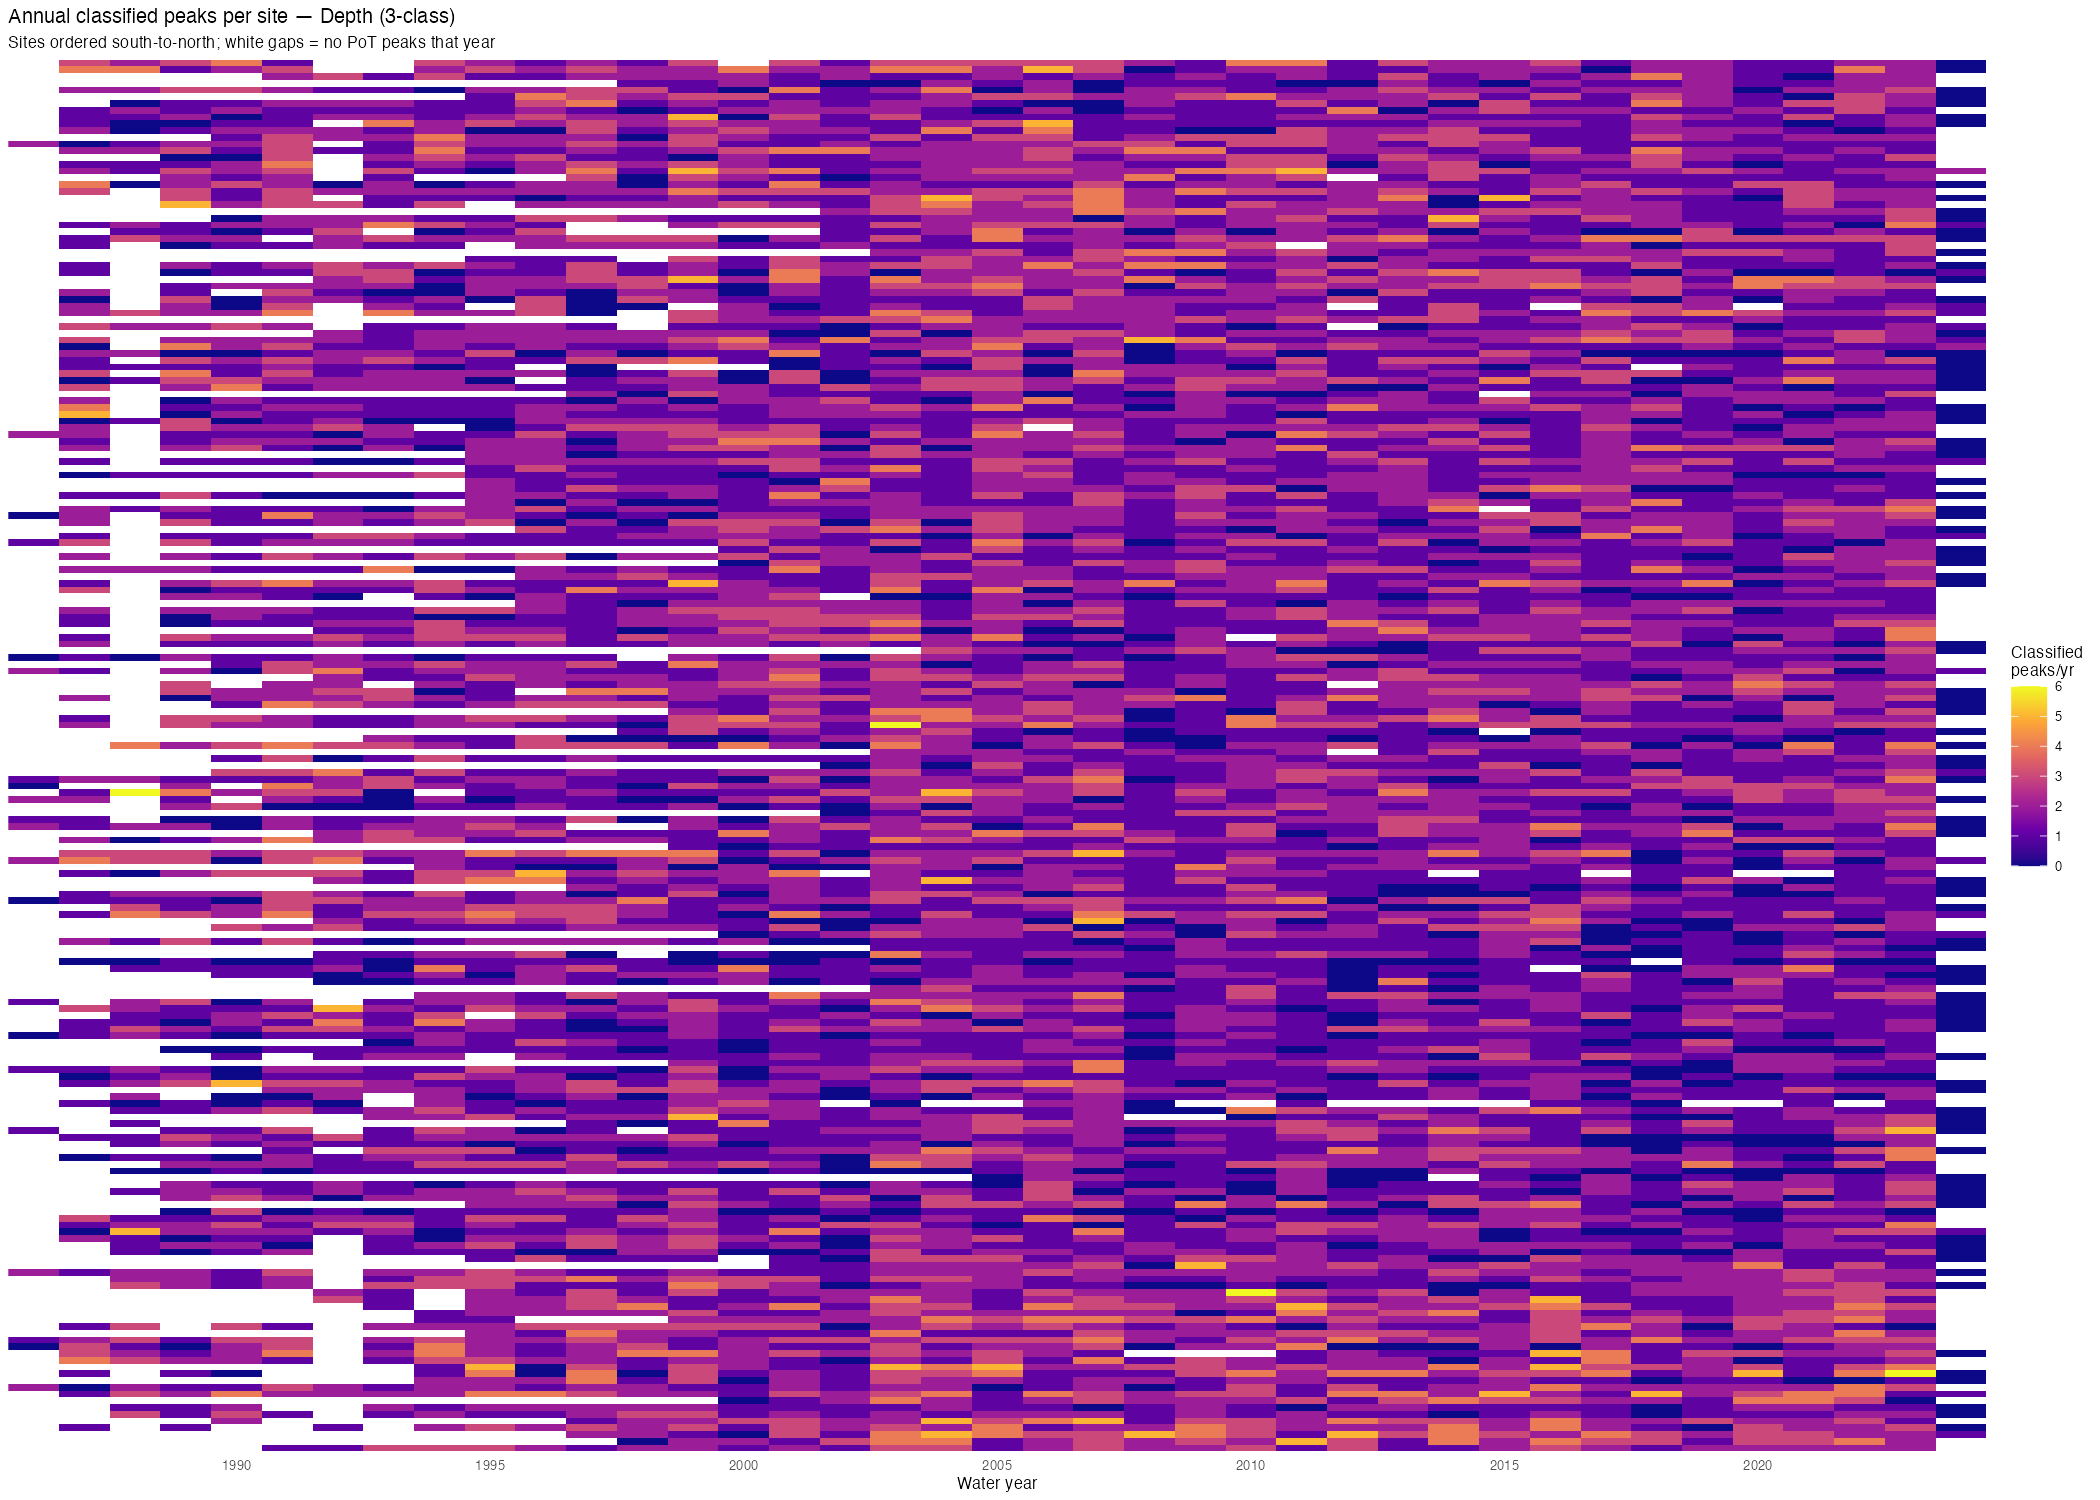 Annual classified peaks per site — Depth (3-class)
Sites ordered south-to-north; white gaps = no PoT peaks that year
Classified
peaks/yr
6
5
4
3
2
1
0
1990 1995 2000 2005 2010 2015 2020
Water year